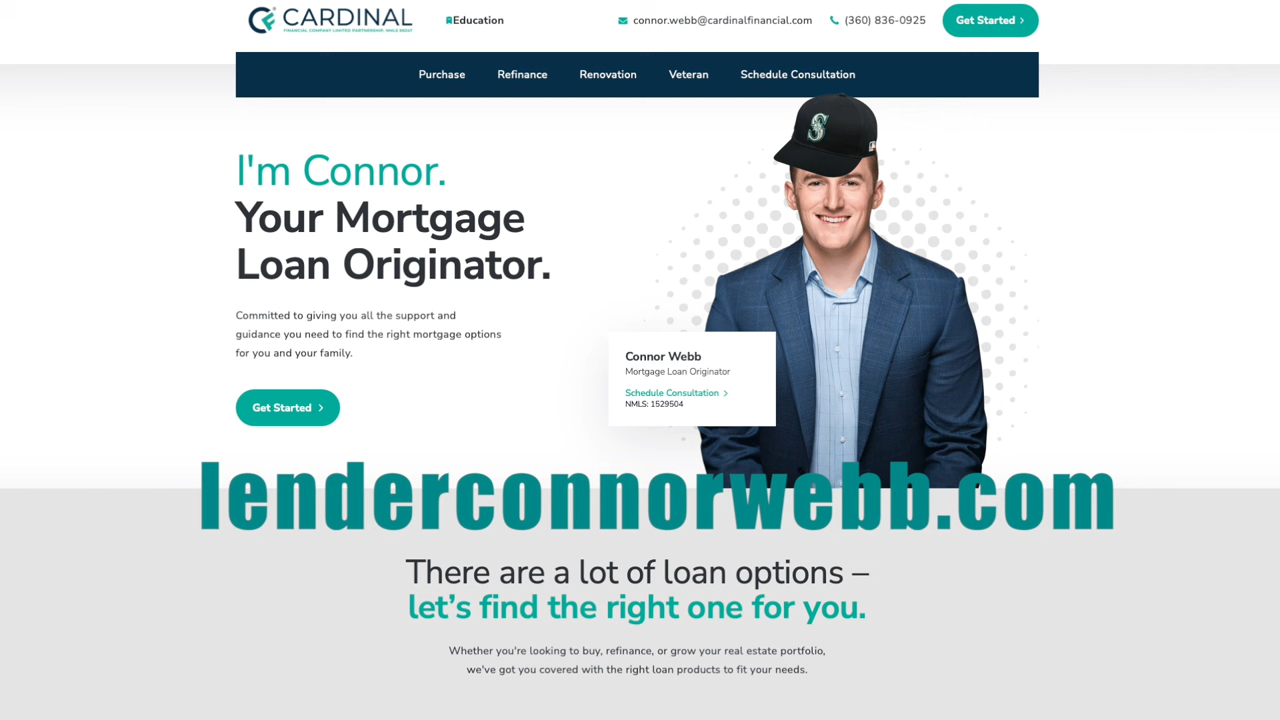 CARDINAL
FINANCIAL COMPANY LIMITED PARTNERSHIP, NMLS 66247
Education
connor.webb@cardinalfinancial.com
(360) 836-0925
Get Started
Purchase
Refinance
Renovation
Veteran
Schedule Consultation
S
I'm Connor.
Your Mortgage
Loan Originator.
Committed to giving you all the support and
guidance you need to find the right mortgage options
for you and your family.
Get Started
Connor Webb
Mortgage Loan Originator
Schedule Consultation
NMLS: 1529504
lenderconnorwebb.com
There are a lot of loan options –
let’s find the right one for you.
Whether you're looking to buy, refinance, or grow your real estate portfolio,
we've got you covered with the right loan products to fit your needs.